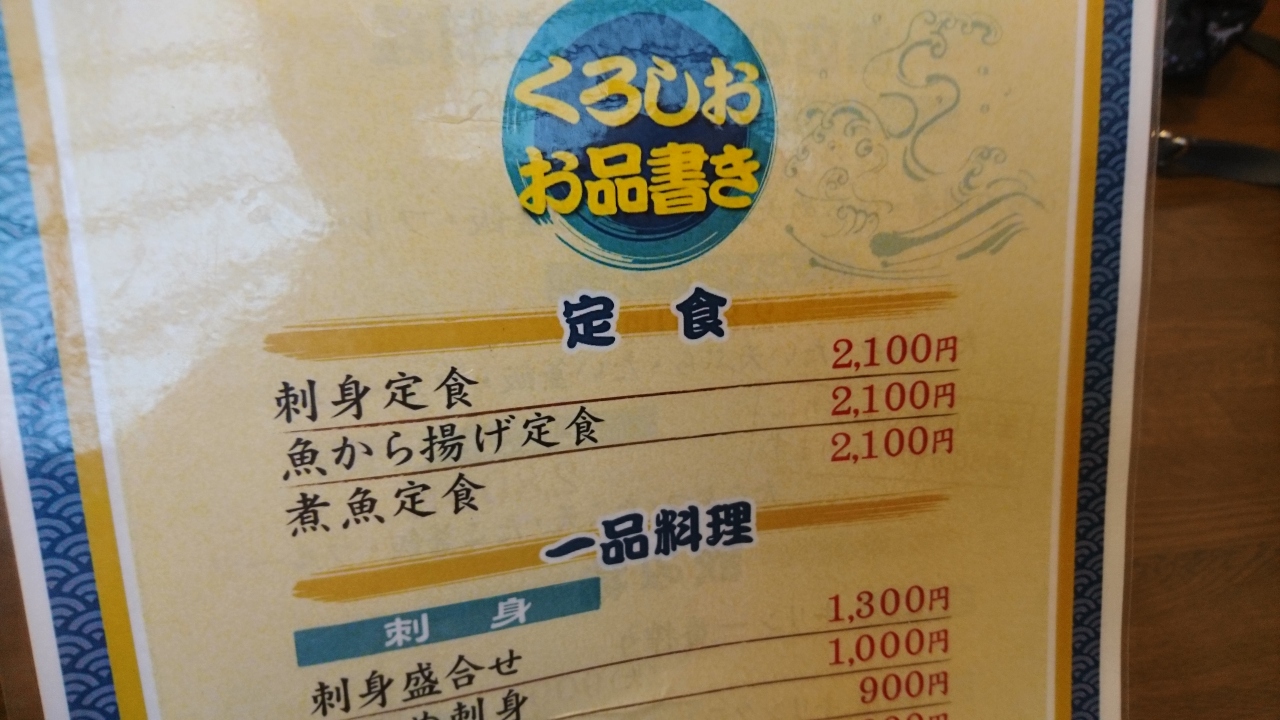 くろしお
お品書き
定 食
刺身定食 2,100円
魚から揚げ定食 2,100円
煮魚定食 2,100円
一品料理
刺 身
刺身盛合せ 1,300円
刺身 1,000円
900円